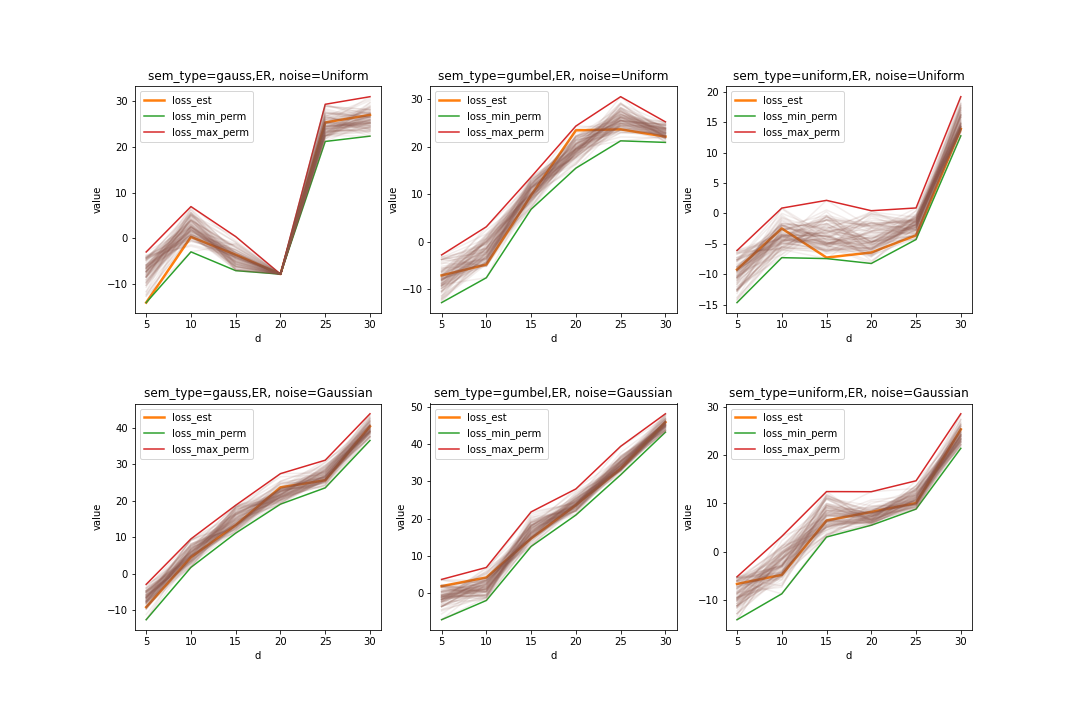 sem_type=gauss,ER, noise=Uniform
loss_est
loss_min_perm
loss_max_perm
30
20
10
0
−10
value
5 10 15 20 25 30
d
sem_type=gumbel,ER, noise=Uniform
loss_est
loss_min_perm
loss_max_perm
30
20
10
0
−10
value
5 10 15 20 25 30
d
sem_type=uniform,ER, noise=Uniform
loss_est
loss_min_perm
loss_max_perm
20
15
10
5
0
−5
−10
−15
value
5 10 15 20 25 30
d
sem_type=gauss,ER, noise=Gaussian
loss_est
loss_min_perm
loss_max_perm
40
30
20
10
0
−10
value
5 10 15 20 25 30
d
sem_type=gumbel,ER, noise=Gaussian
loss_est
loss_min_perm
loss_max_perm
50
40
30
20
10
0
value
5 10 15 20 25 30
d
sem_type=uniform,ER, noise=Gaussian
loss_est
loss_min_perm
loss_max_perm
30
20
10
0
−10
value
5 10 15 20 25 30
d